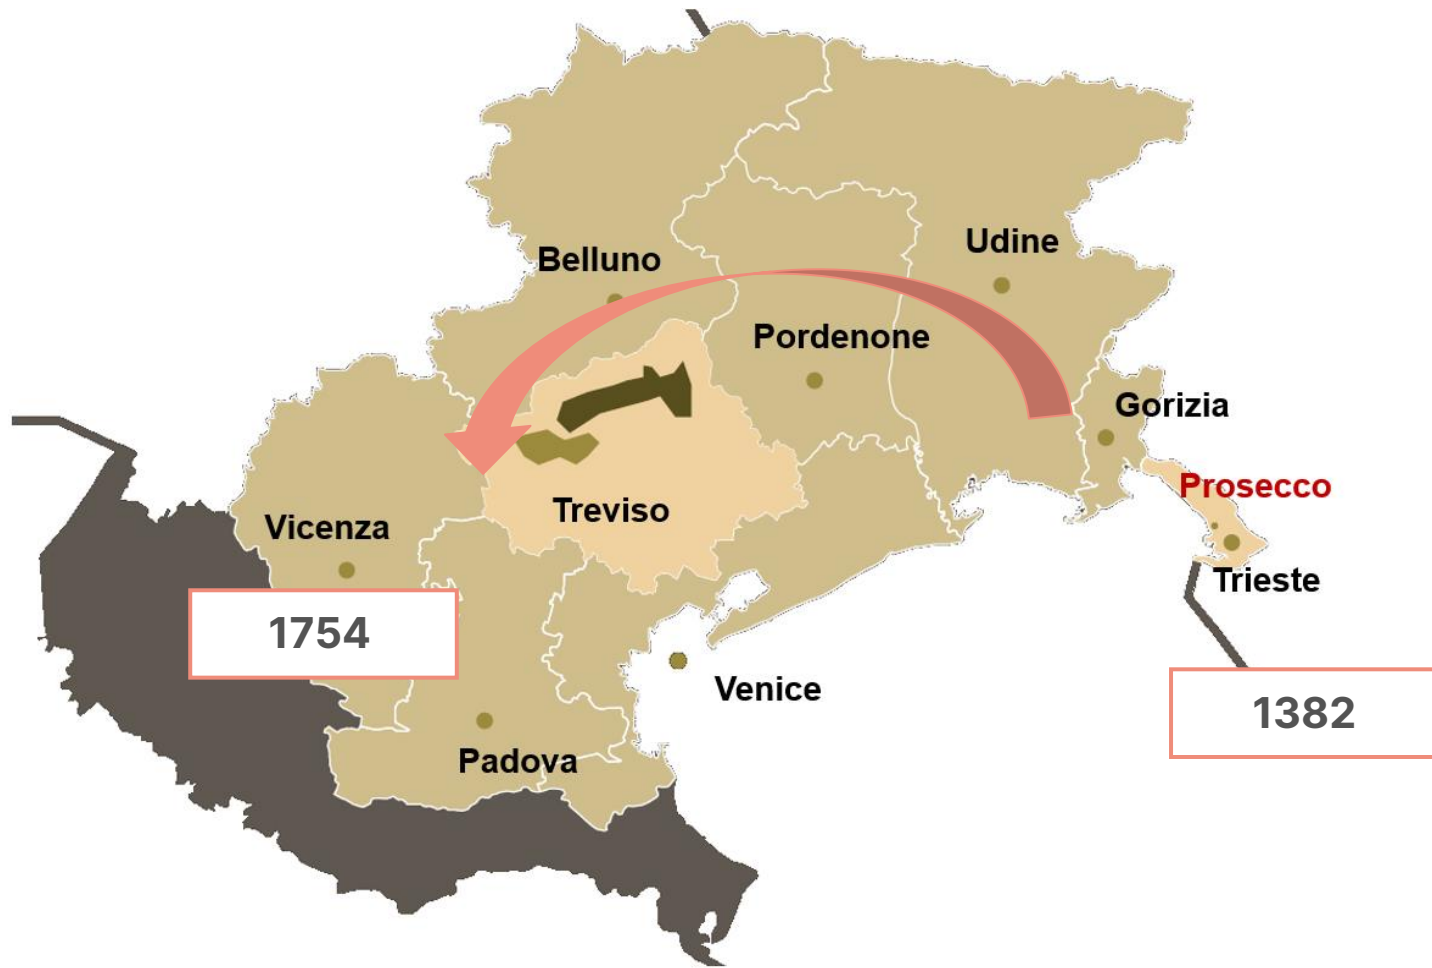 Udine
Belluno
Pordenone
Gorizia
Prosecco
Treviso
Vicenza
Trieste
1754
Venice
1382
Padova